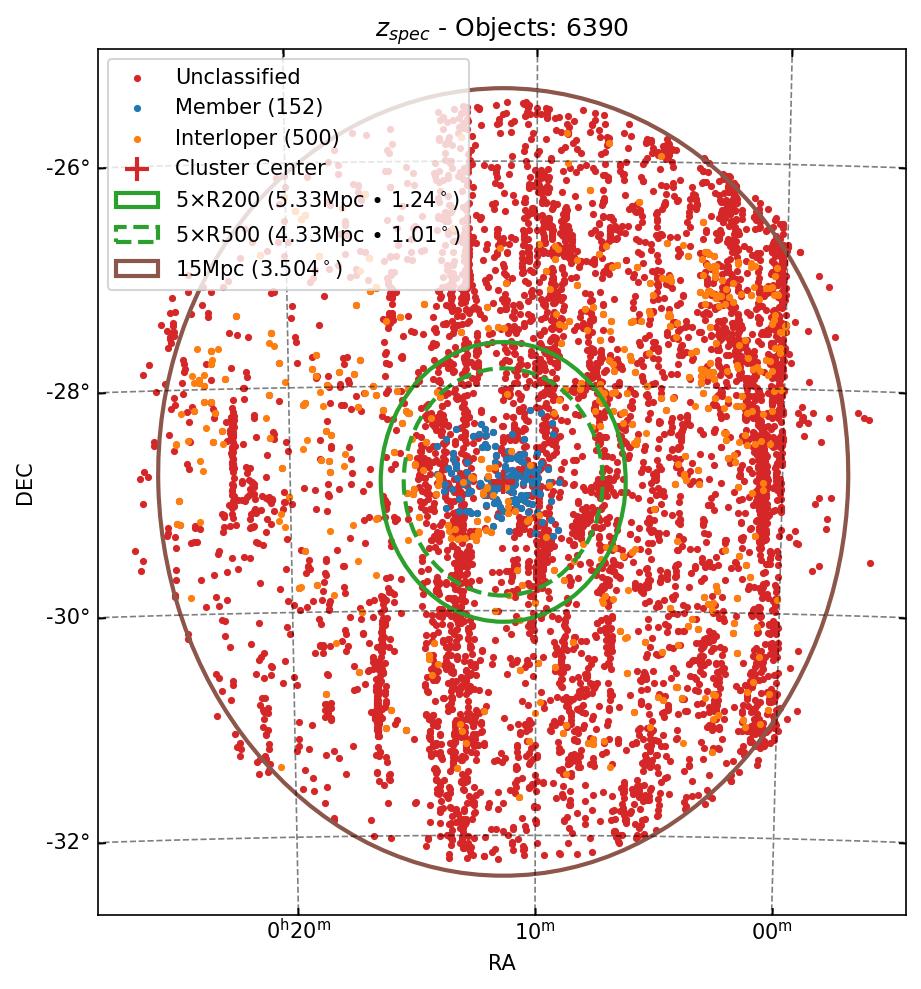 z_spec - Objects: 6390
Unclassified
Member (152)
Interloper (500)
Cluster Center
5×R200 (5.33Mpc • 1.24°)
5×R500 (4.33Mpc • 1.01°)
15Mpc (3.504°)
-26°
-28°
-30°
-32°
DEC
0ʰ20ᵐ
10ᵐ
00ᵐ
RA